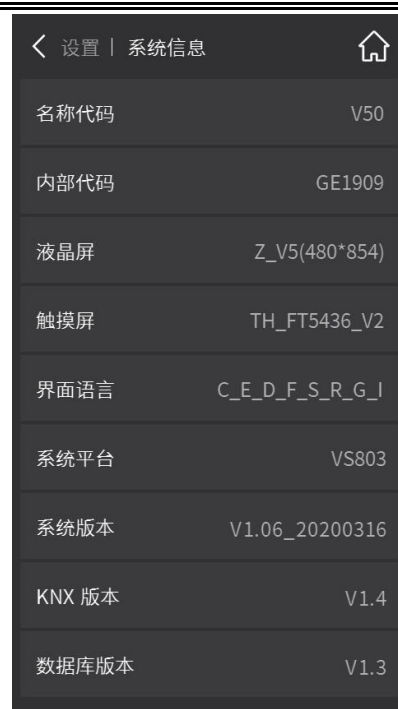 设置 | 系统信息
名称代码 V50
内部代码 GE1909
液晶屏 Z_V5(480*854)
触摸屏 TH_FT5436_V2
界面语言 C_E_D_F_S_R_G_I
系统平台 VS803
系统版本 V1.06_20200316
KNX 版本 V1.4
数据库版本 V1.3